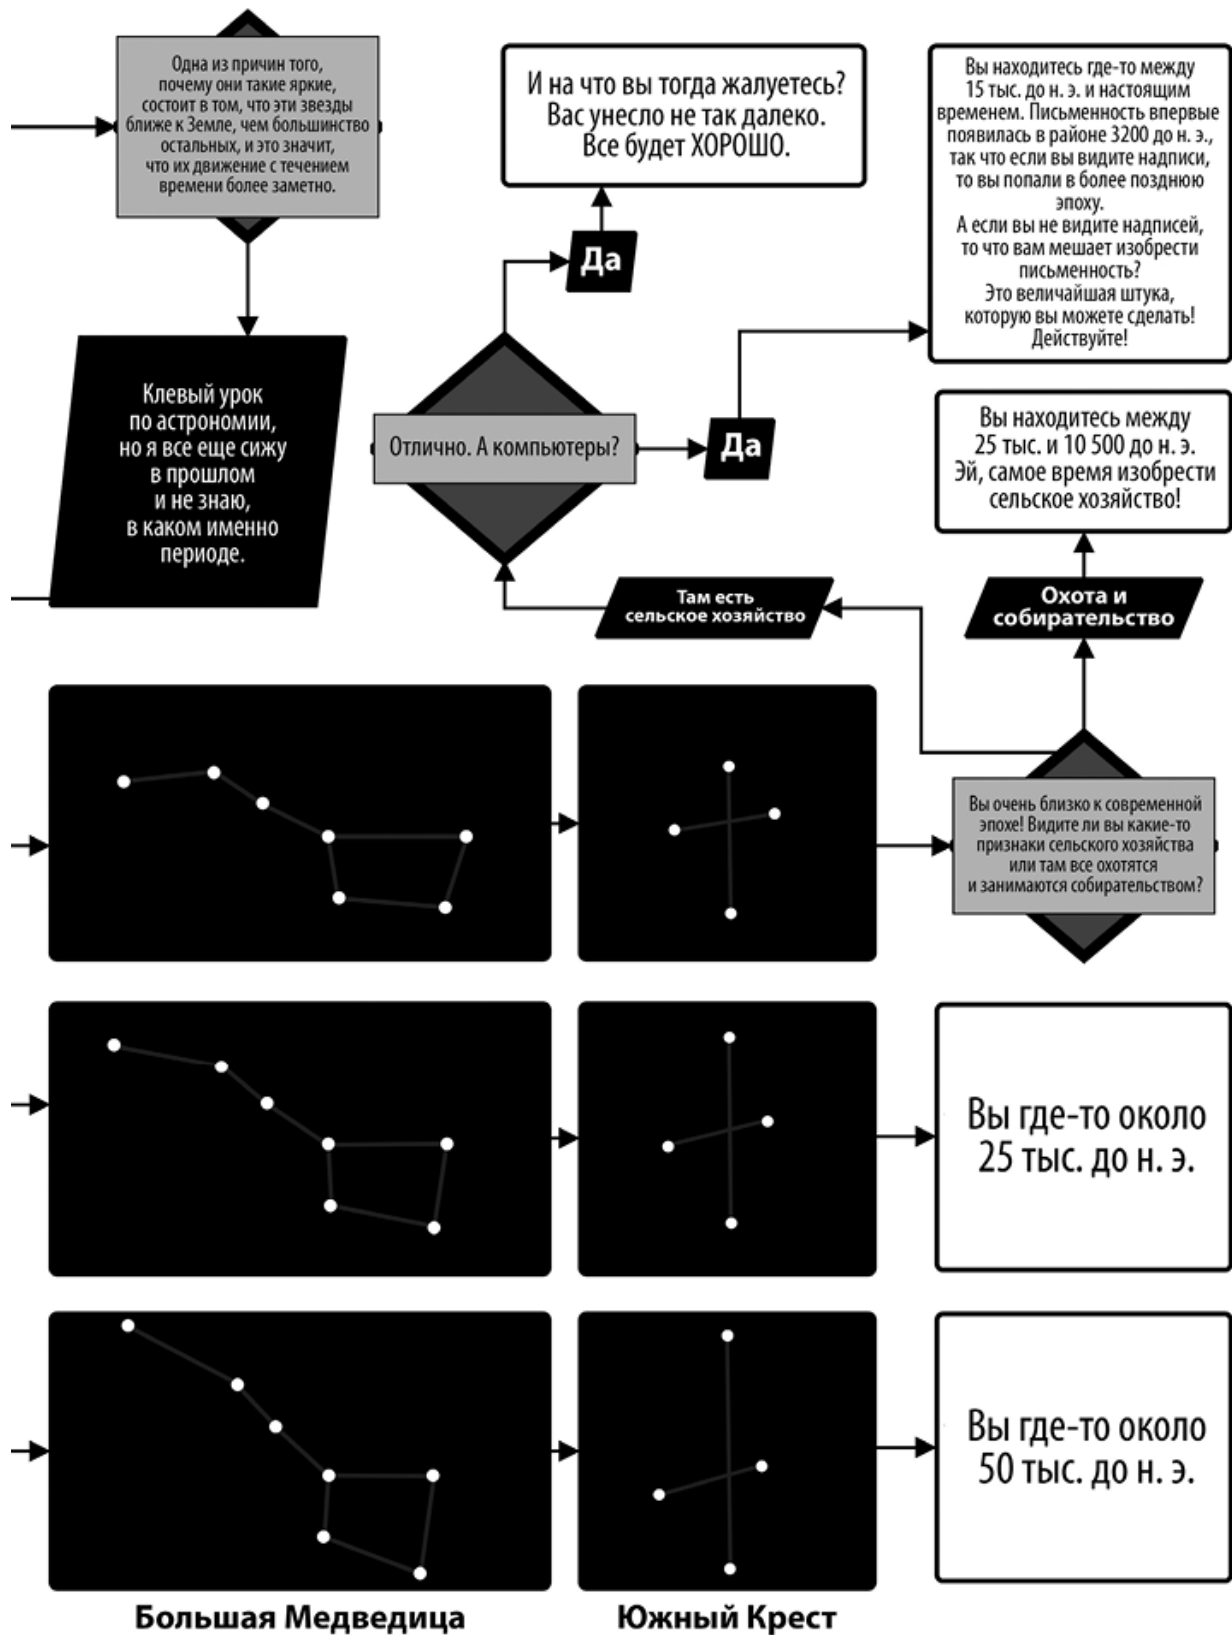 Одна из причин того,
почему они такие яркие,
состоит в том, что эти звезды
ближе к Земле, чем большинство
остальных, и это значит,
что их движение с течением
времени более заметно.
И на что вы тогда жалуетесь?
Вас унесло не так далеко.
Все будет ХОРОШО.
Вы находитесь где-то между
15 тыс. до н. э. и настоящим
временем. Письменность впервые
появилась в районе 3200 до н. э.,
так что если вы видите надписи,
то вы попали в более позднюю
эпоху.
А если вы не видите надписей,
то что вам мешает изобрести
письменность?
Это величайшая штука,
которую вы можете сделать!
Действуйте!
Да
Клевый урок
по астрономии,
но я все еще сижу
в прошлом
и не знаю,
в каком именно
периоде.
Отлично. А компьютеры?
Да
Вы находитесь между
25 тыс. и 10 500 до н. э.
Эй, самое время изобрести
сельское хозяйство!
Там есть
сельское хозяйство
Охота и
собирательство
Вы очень близко к современной
эпохе! Видите ли вы какие-то
признаки сельского хозяйства
или там все охотятся
и занимаются собирательством?
Вы где-то около
25 тыс. до н. э.
Вы где-то около
50 тыс. до н. э.
Большая Медведица
Южный Крест